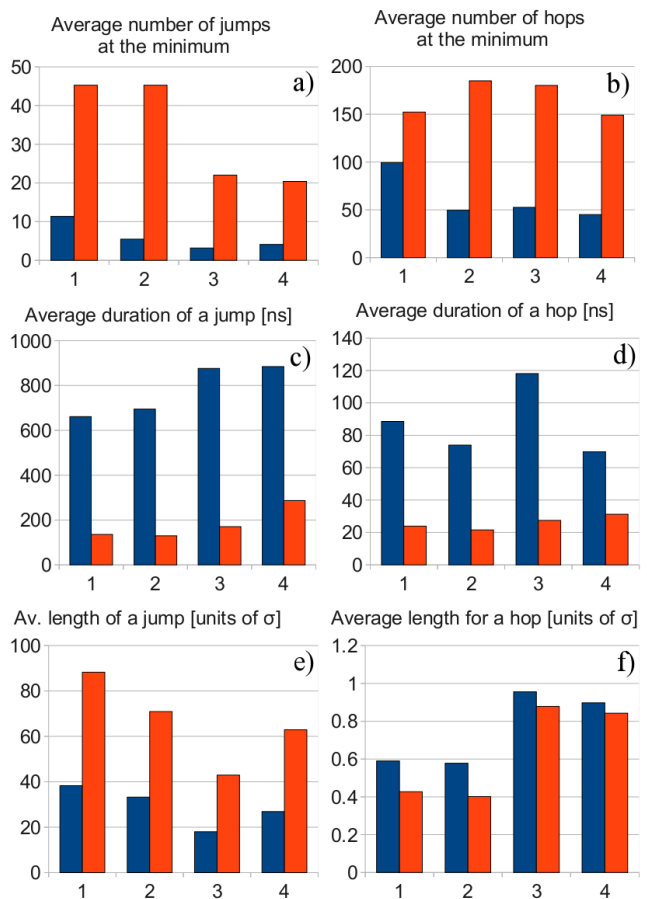 Average number of jumps
at the minimum
a)
50
40
30
20
10
0
1 2 3 4
Average number of hops
at the minimum
b)
200
150
100
50
0
1 2 3 4
Average duration of a jump [ns]
c)
1000
800
600
400
200
0
1 2 3 4
Average duration of a hop [ns]
d)
140
120
100
80
60
40
20
0
1 2 3 4
Av. length of a jump [units of σ]
e)
100
80
60
40
20
0
1 2 3 4
Average length for a hop [units of σ]
f)
1.2
1
0.8
0.6
0.4
0.2
0
1 2 3 4